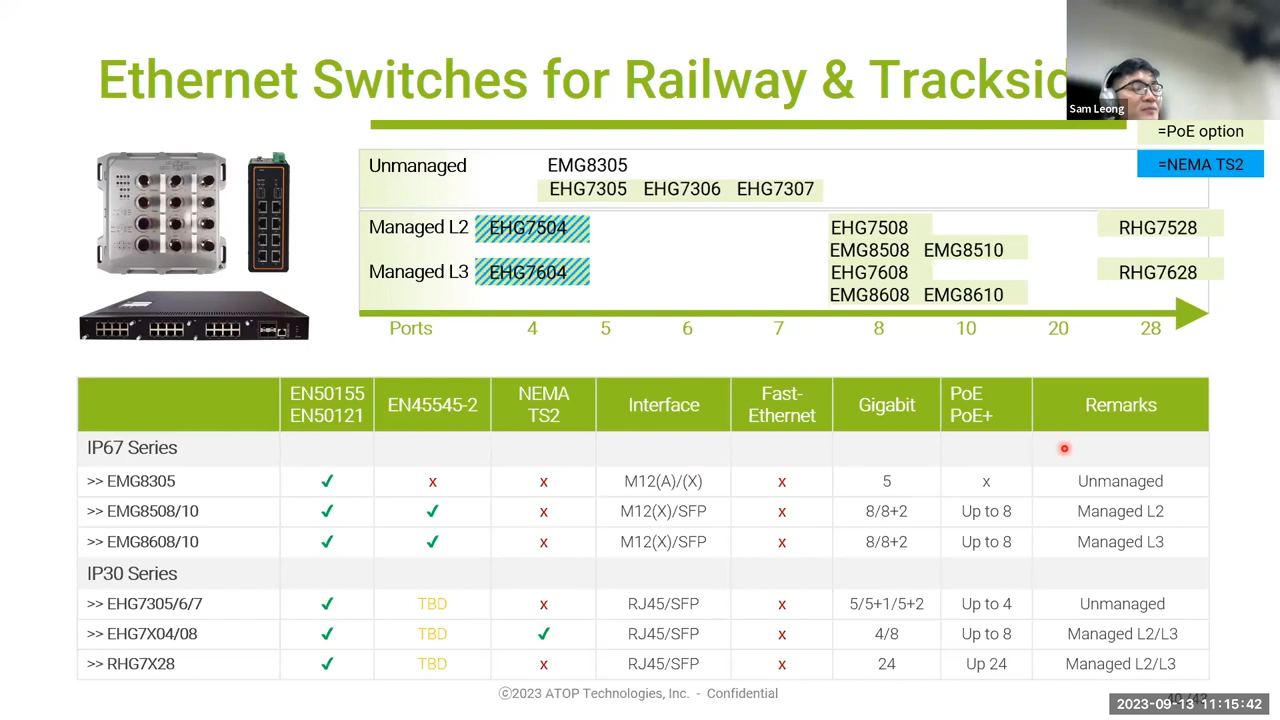 Ethernet Switches for Railway & Tracksid
Sam Leong
=PoE option
=NEMA TS2
Unmanaged EMG8305
EHG7305 EHG7306 EHG7307
Managed L2 EHG7504 EHG7508 RHG7528
EMG8508 EMG8510
Managed L3 EHG7604 EHG7608 RHG7628
EMG8608 EMG8610
Ports 4 5 6 7 8 10 20 28
EN50155 EN50121 EN45545-2 NEMA TS2 Interface Fast-Ethernet Gigabit PoE PoE+ Remarks
IP67 Series
>> EMG8305 ✓ x x M12(A)/(X) x 5 x Unmanaged
>> EMG8508/10 ✓ ✓ x M12(X)/SFP x 8/8+2 Up to 8 Managed L2
>> EMG8608/10 ✓ ✓ x M12(X)/SFP x 8/8+2 Up to 8 Managed L3
IP30 Series
>> EHG7305/6/7 ✓ TBD x RJ45/SFP x 5/5+1/5+2 Up to 4 Unmanaged
>> EHG7X04/08 ✓ TBD ✓ RJ45/SFP x 4/8 Up to 8 Managed L2/L3
>> RHG7X28 ✓ TBD x RJ45/SFP x 24 Up 24 Managed L2/L3
©2023 ATOP Technologies, Inc. - Confidential
2023-09-13 11:15:42